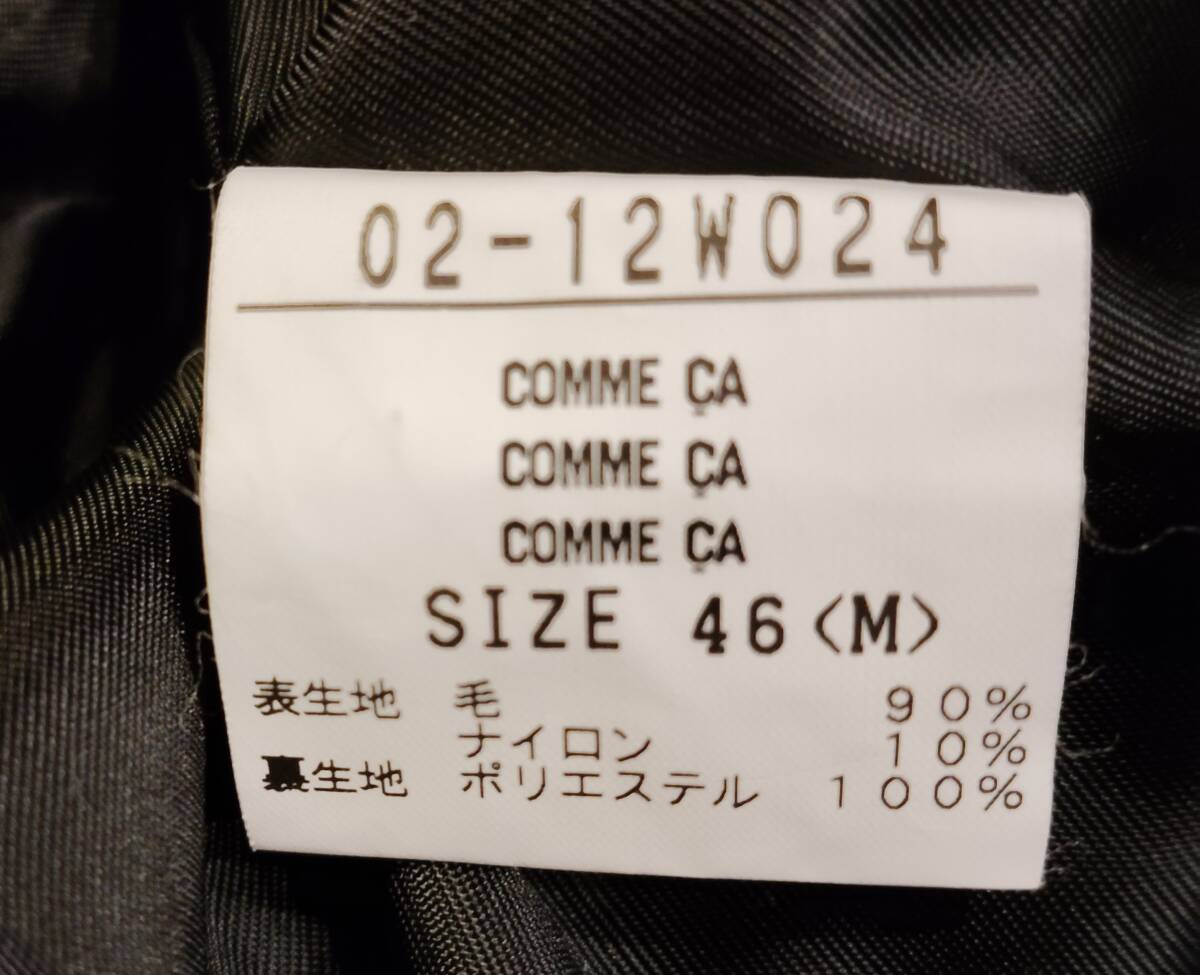 02-12W024
COMME ÇA
COMME ÇA
COMME ÇA
SIZE 46〈M〉
表生地 毛 90%
ナイロン 10%
裏生地 ポリエステル 100%